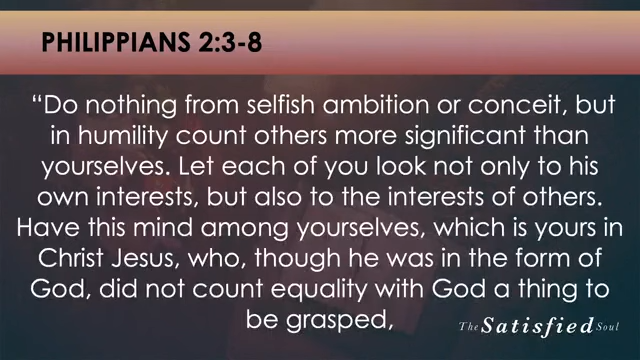 PHILIPPIANS 2:3-8
“Do nothing from selfish ambition or conceit, but
in humility count others more significant than
yourselves. Let each of you look not only to his
own interests, but also to the interests of others.
Have this mind among yourselves, which is yours in
Christ Jesus, who, though he was in the form of
God, did not count equality with God a thing to
be grasped,
The Satisfied Soul